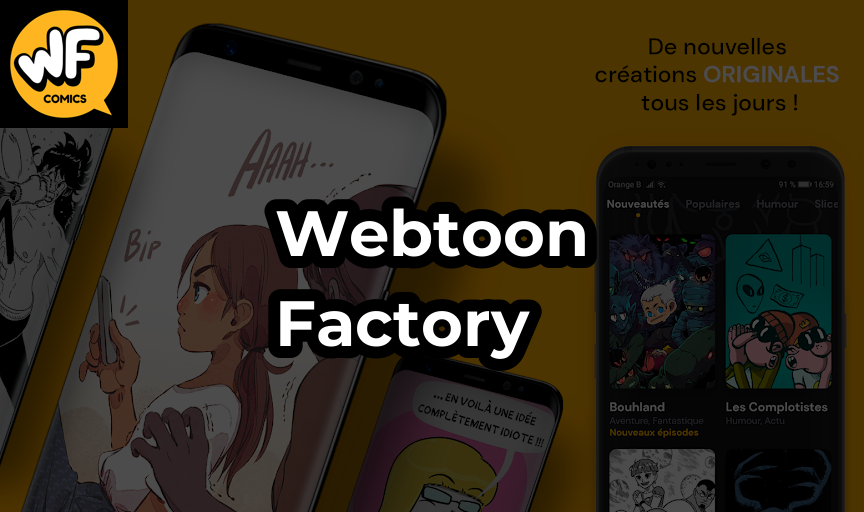 WF
COMICS
De nouvelles
créations ORIGINALES
tous les jours !
AAAH...
BIP
Webtoon
Factory
...EN VOILÀ UNE IDÉE
COMPLÈTEMENT IDIOTE !!!
Orange B 91 % 16:59
Nouveautés Populaires Humour Slice
Bouhland
Aventure, Fantastique
Nouveaux épisodes
Les Complotistes
Humour, Actu